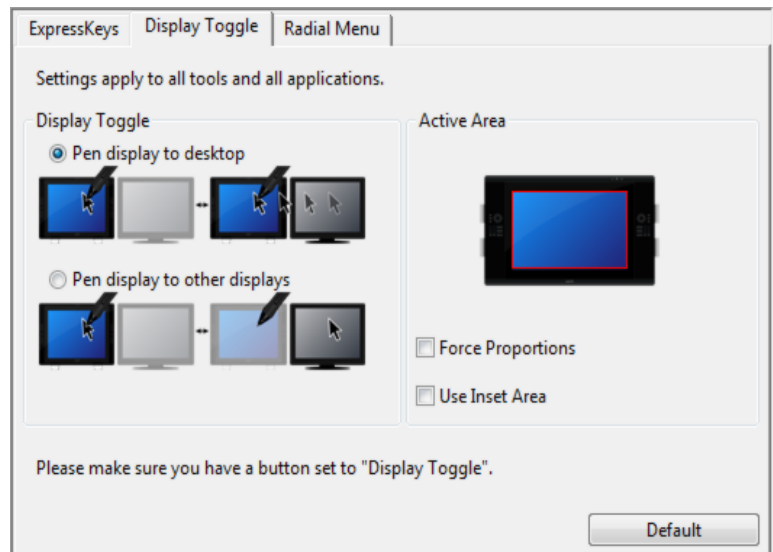 ExpressKeys
Display Toggle
Radial Menu
Settings apply to all tools and all applications.
Display Toggle
Pen display to desktop
Pen display to other displays
Active Area
Force Proportions
Use Inset Area
Please make sure you have a button set to "Display Toggle".
Default